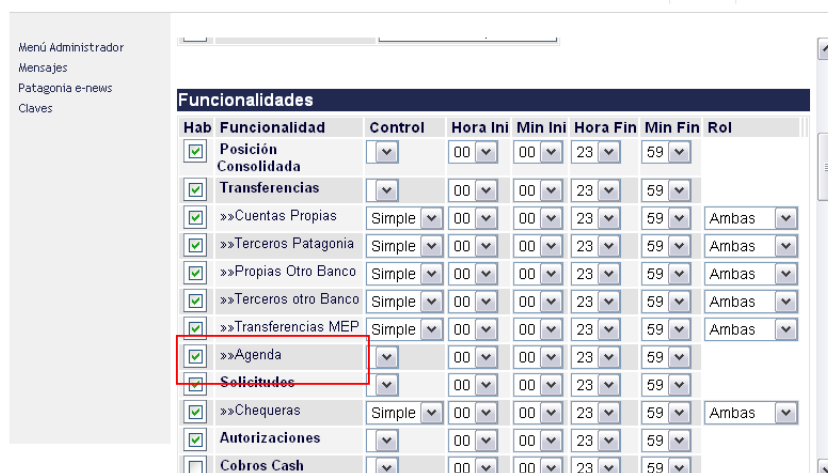 Menú Administrador
Mensajes
Patagonia e-news
Claves
Funcionalidades
Hab Funcionalidad Control Hora Ini Min Ini Hora Fin Min Fin Rol
Posición Consolidada 00 00 23 59
Transferencias 00 00 23 59
»»Cuentas Propias Simple 00 00 23 59 Ambas
»»Terceros Patagonia Simple 00 00 23 59 Ambas
»»Propias Otro Banco Simple 00 00 23 59 Ambas
»»Terceros otro Banco Simple 00 00 23 59 Ambas
»»Transferencias MEP Simple 00 00 23 59 Ambas
»»Agenda 00 00 23 59
Solicitudes 00 00 23 59
»»Chequeras Simple 00 00 23 59 Ambas
Autorizaciones 00 00 23 59
Cobros Cash 00 00 23 59